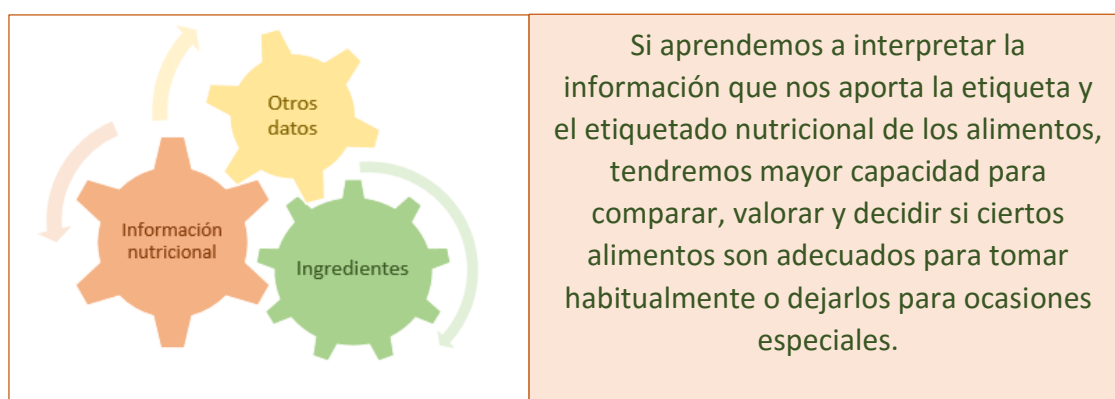 Otros
datos
Información
nutricional
Ingredientes
Si aprendemos a interpretar la
información que nos aporta la etiqueta y
el etiquetado nutricional de los alimentos,
tendremos mayor capacidad para
comparar, valorar y decidir si ciertos
alimentos son adecuados para tomar
habitualmente o dejarlos para ocasiones
especiales.